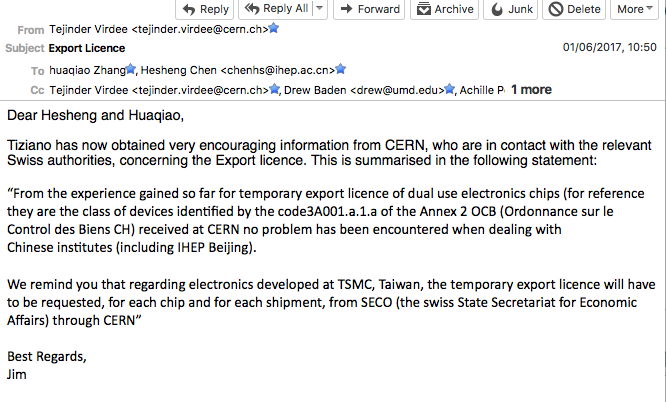 Reply Reply All Forward Archive Junk Delete More
From Tejinder Virdee <tejinder.virdee@cern.ch>
Subject Export Licence 01/06/2017, 10:50
To huaqiao Zhang, Hesheng Chen <chenhs@ihep.ac.cn>
Cc Tejinder Virdee <tejinder.virdee@cern.ch>, Drew Baden <drew@umd.edu>, Achille P 1 more
Dear Hesheng and Huaqiao,
Tiziano has now obtained very encouraging information from CERN, who are in contact with the relevant
Swiss authorities, concerning the Export licence. This is summarised in the following statement:
“From the experience gained so far for temporary export licence of dual use electronics chips (for reference
they are the class of devices identified by the code3A001.a.1.a of the Annex 2 OCB (Ordonnance sur le
Control des Biens CH) received at CERN no problem has been encountered when dealing with
Chinese institutes (including IHEP Beijing).
We remind you that regarding electronics developed at TSMC, Taiwan, the temporary export licence will have
to be requested, for each chip and for each shipment, from SECO (the swiss State Secretariat for Economic
Affairs) through CERN”
Best Regards,
Jim